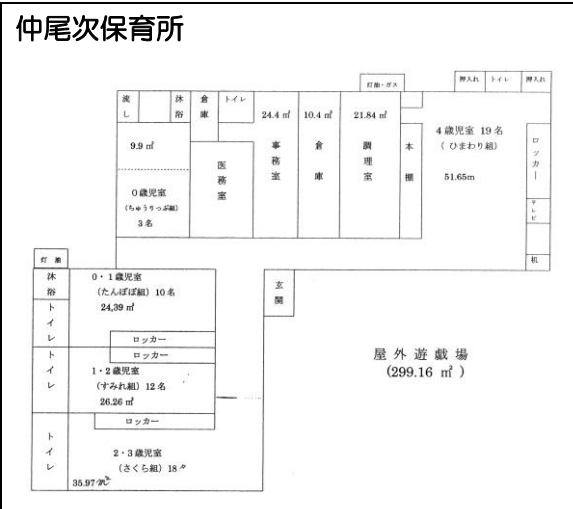 仲尾次保育所
灯油・ガス
押入れ
トイレ
押入れ
流し
沐浴
倉庫
トイレ
24.4㎡
10.4㎡
21.84㎡
4歳児室 19名
(ひまわり組)
51.65m
ロッカー
9.9㎡
医務室
事務室
倉庫
調理室
本棚
0歳児室
(ちゅうりっぷ組)
3名
テレビ
机
灯油
沐浴
0・1歳児室
(たんぽぽ組)10名
24,39㎡
玄関
トイレ
ロッカー
ロッカー
トイレ
1・2歳児室
(すみれ組)12名
26.26㎡
屋外遊戯場
(299.16㎡)
ロッカー
トイレ
2・3歳児室
(さくら組)18〃
35.97㎡